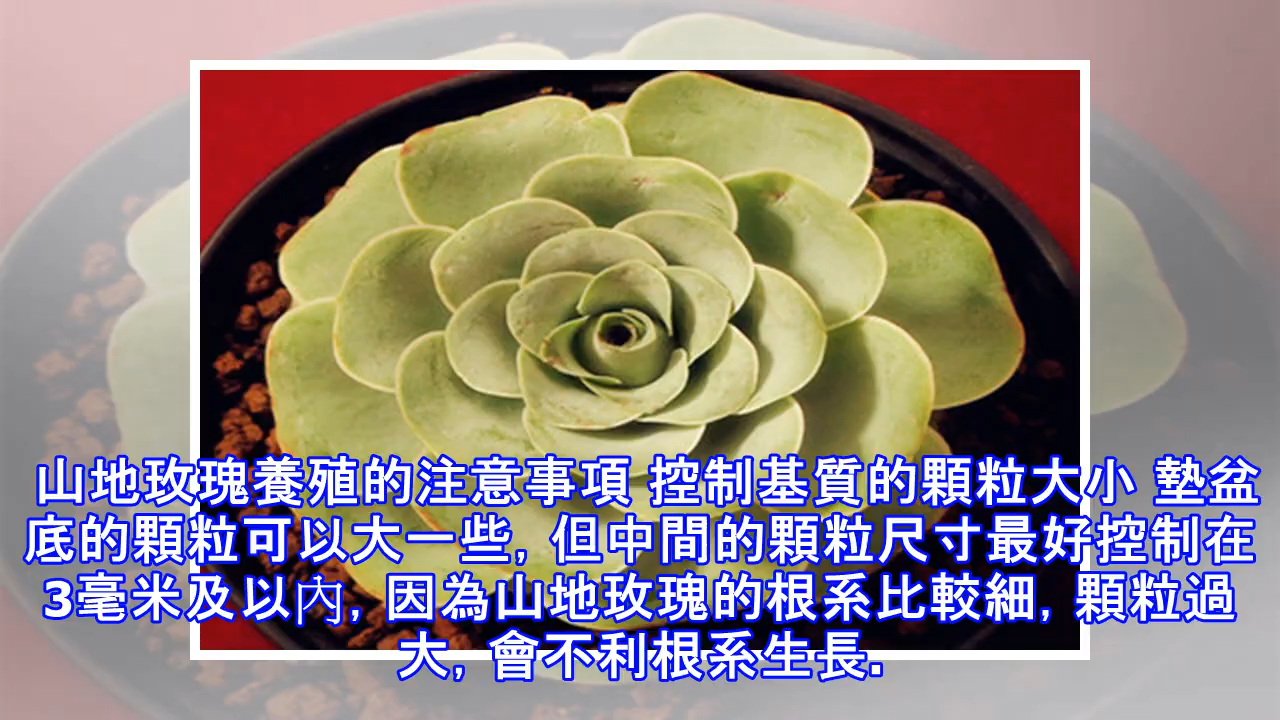 山地玫瑰養殖的注意事項 控制基質的顆粒大小 墊盆
底的顆粒可以大一些, 但中間的顆粒尺寸最好控制在
3毫米及以內, 因為山地玫瑰的根系比較細, 顆粒過
大, 會不利根系生長.